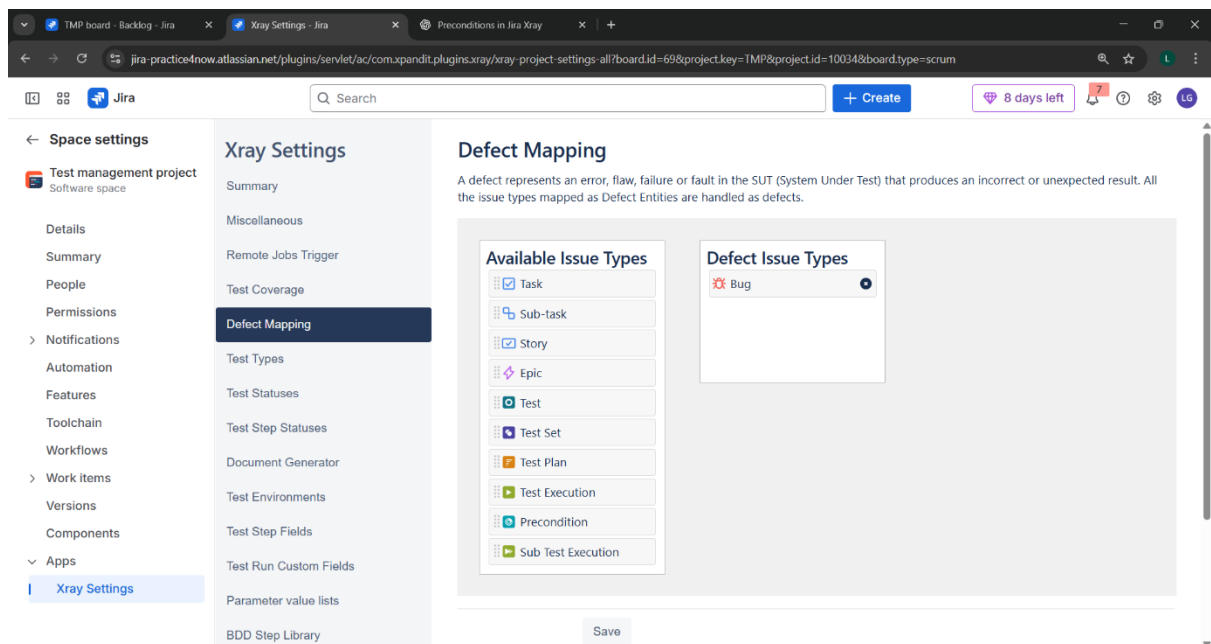 TMP board - Backlog - Jira
Xray Settings - Jira
Preconditions in Jira Xray
jira-practice4now.atlassian.net/plugins/servlet/ac/com.xpandit.plugins.xray/xray-project-settings-all?board.id=69&project.key=TMP&project.id=10034&board.type=scrum
L
Jira
Search
+ Create
8 days left
7
LG
Space settings
Test management project
Software space
Details
Summary
People
Permissions
Notifications
Automation
Features
Toolchain
Workflows
Work items
Versions
Components
Apps
Xray Settings
Xray Settings
Summary
Miscellaneous
Remote Jobs Trigger
Test Coverage
Defect Mapping
Test Types
Test Statuses
Test Step Statuses
Document Generator
Test Environments
Test Step Fields
Test Run Custom Fields
Parameter value lists
BDD Step Library
Defect Mapping
A defect represents an error, flaw, failure or fault in the SUT (System Under Test) that produces an incorrect or unexpected result. All
the issue types mapped as Defect Entities are handled as defects.
Available Issue Types
Task
Sub-task
Story
Epic
Test
Test Set
Test Plan
Test Execution
Precondition
Sub Test Execution
Defect Issue Types
Bug
Save